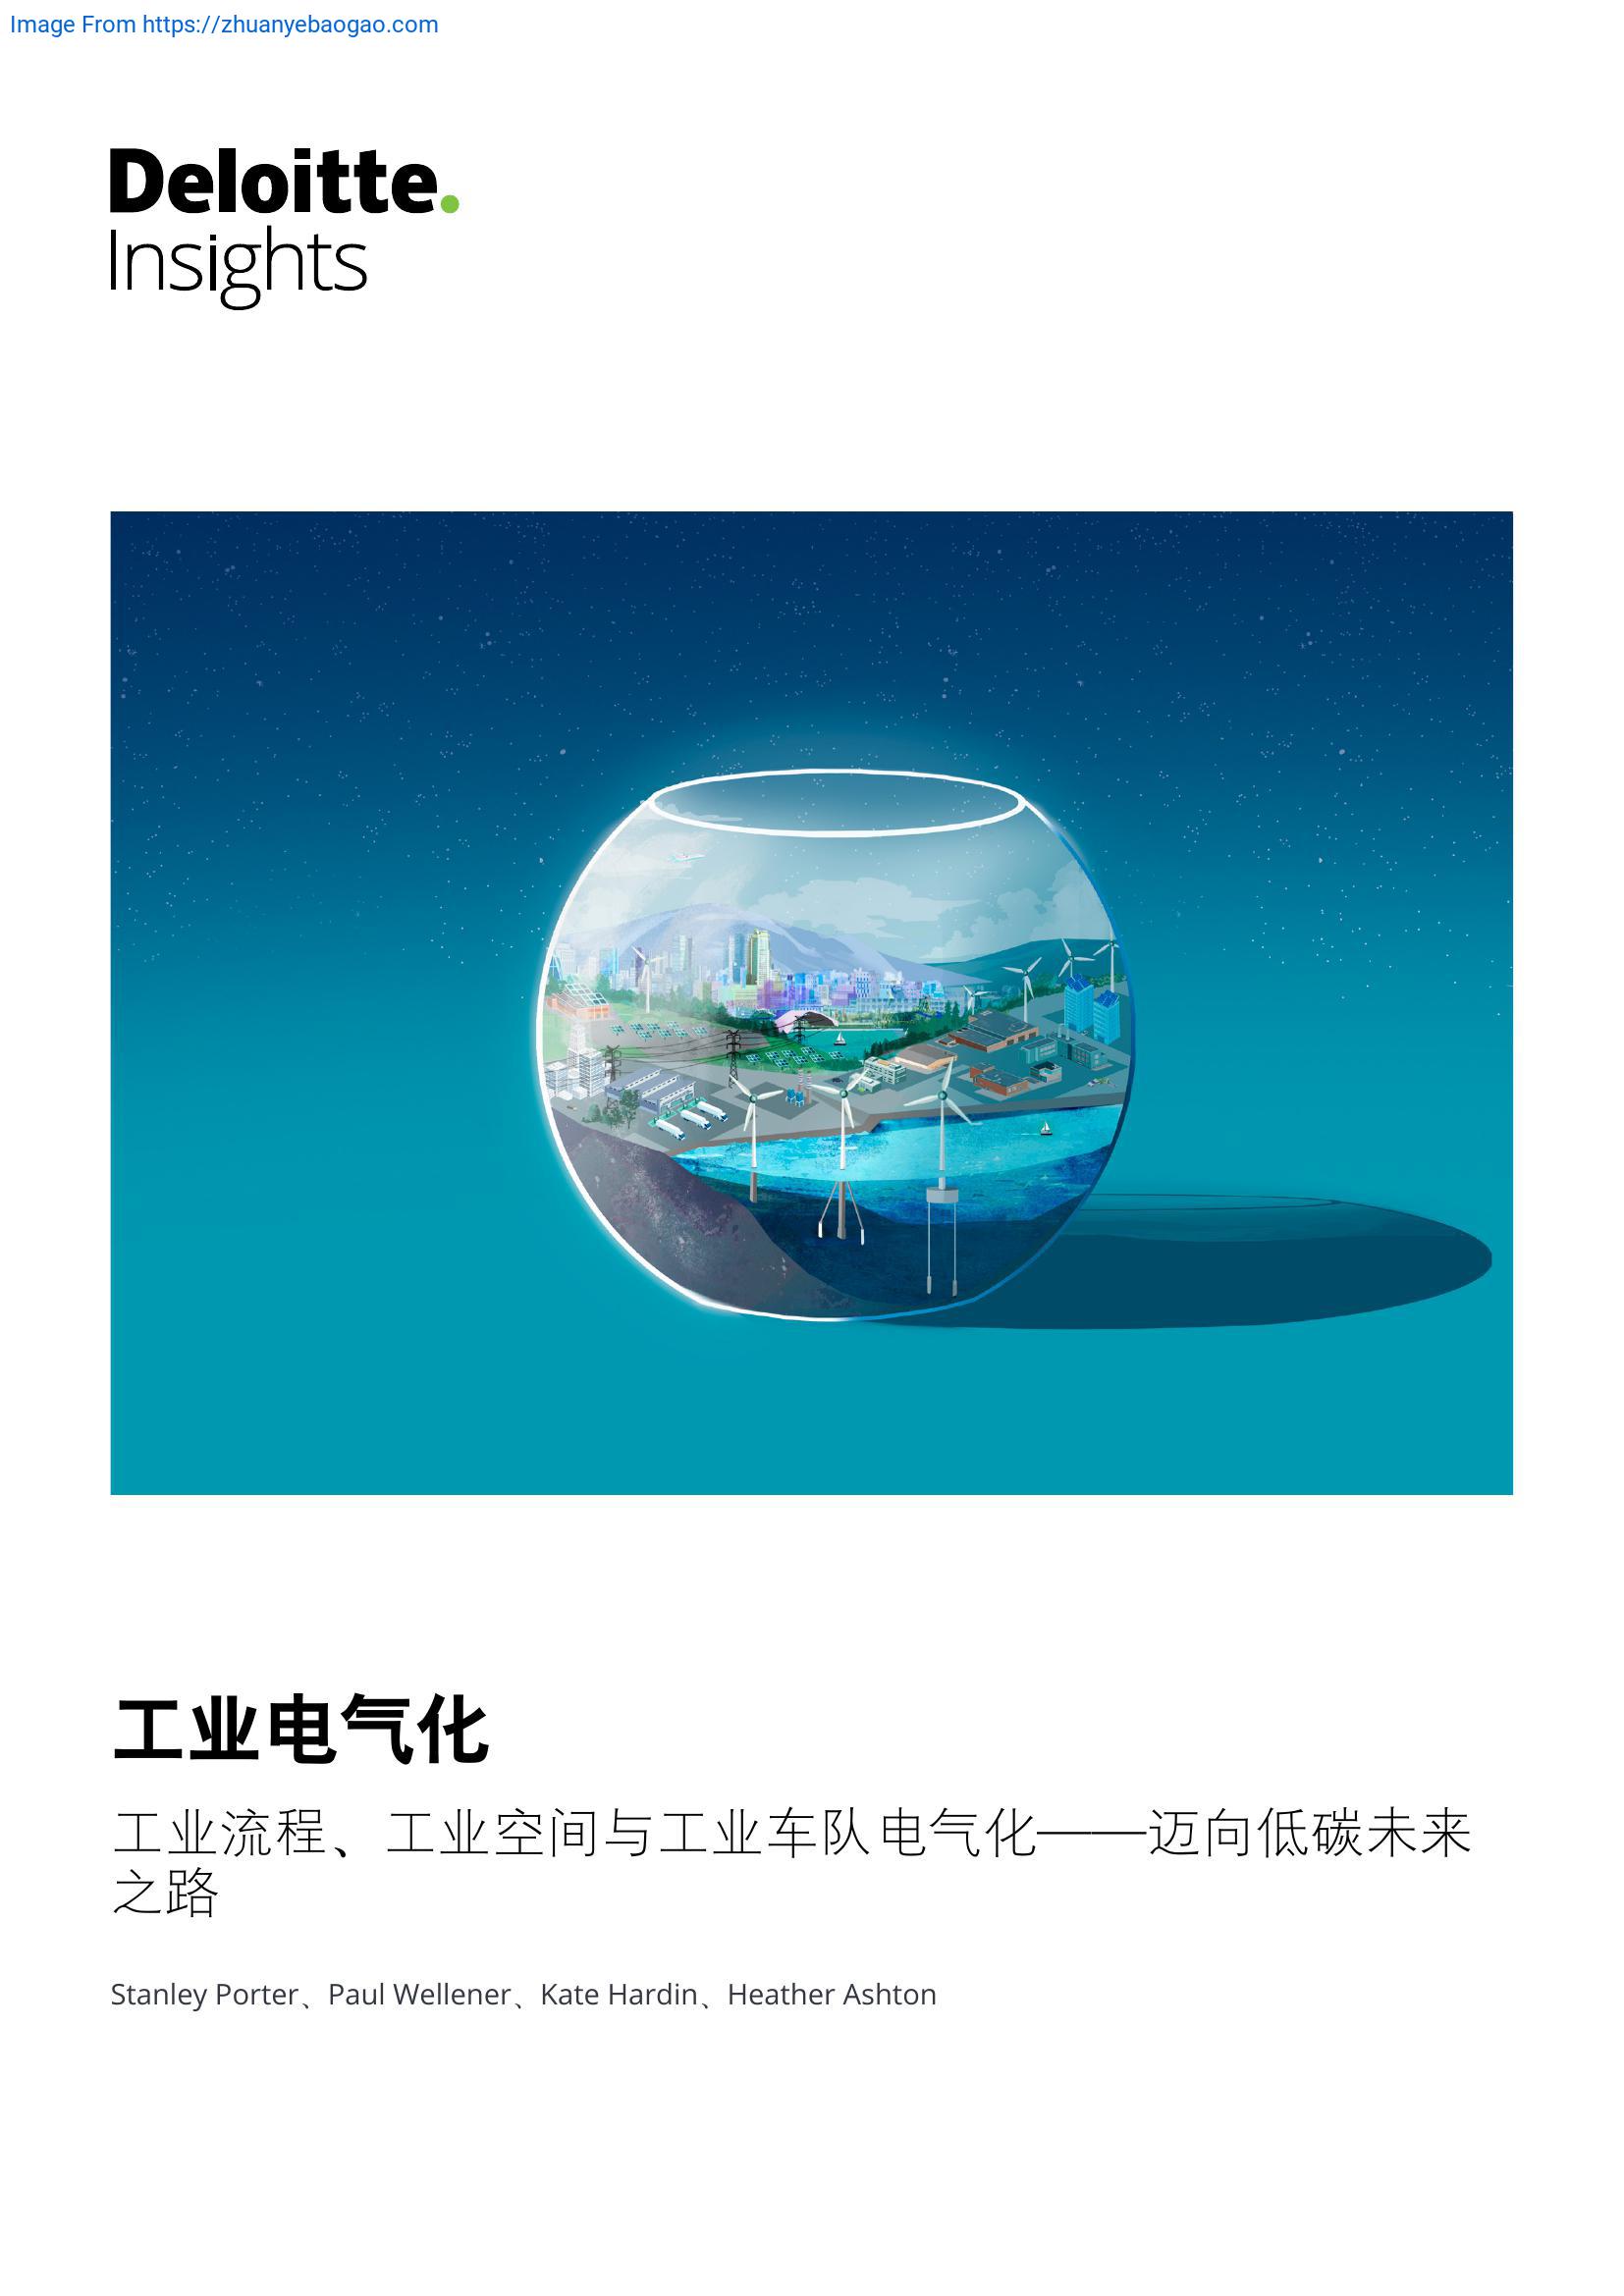 Image From https://zhuanyebaogao.com
Deloitte.
Insights
工业电气化
工业流程、工业空间与工业车队电气化——迈向低碳未来
之路
Stanley Porter、Paul Wellener、Kate Hardin、Heather Ashton